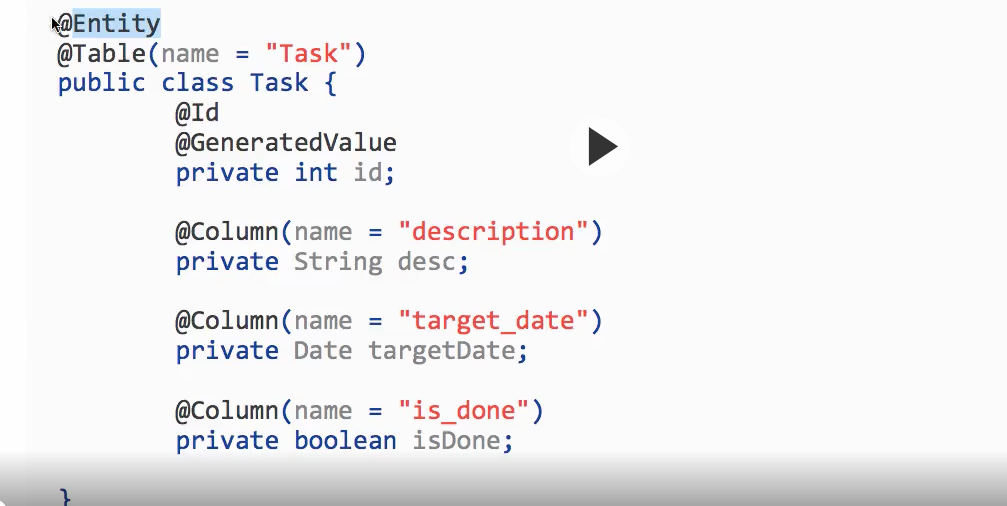 @Entity
@Table(name = "Task")
public class Task {
@Id
@GeneratedValue
private int id;
@Column(name = "description")
private String desc;
@Column(name = "target_date")
private Date targetDate;
@Column(name = "is_done")
private boolean isDone;
}